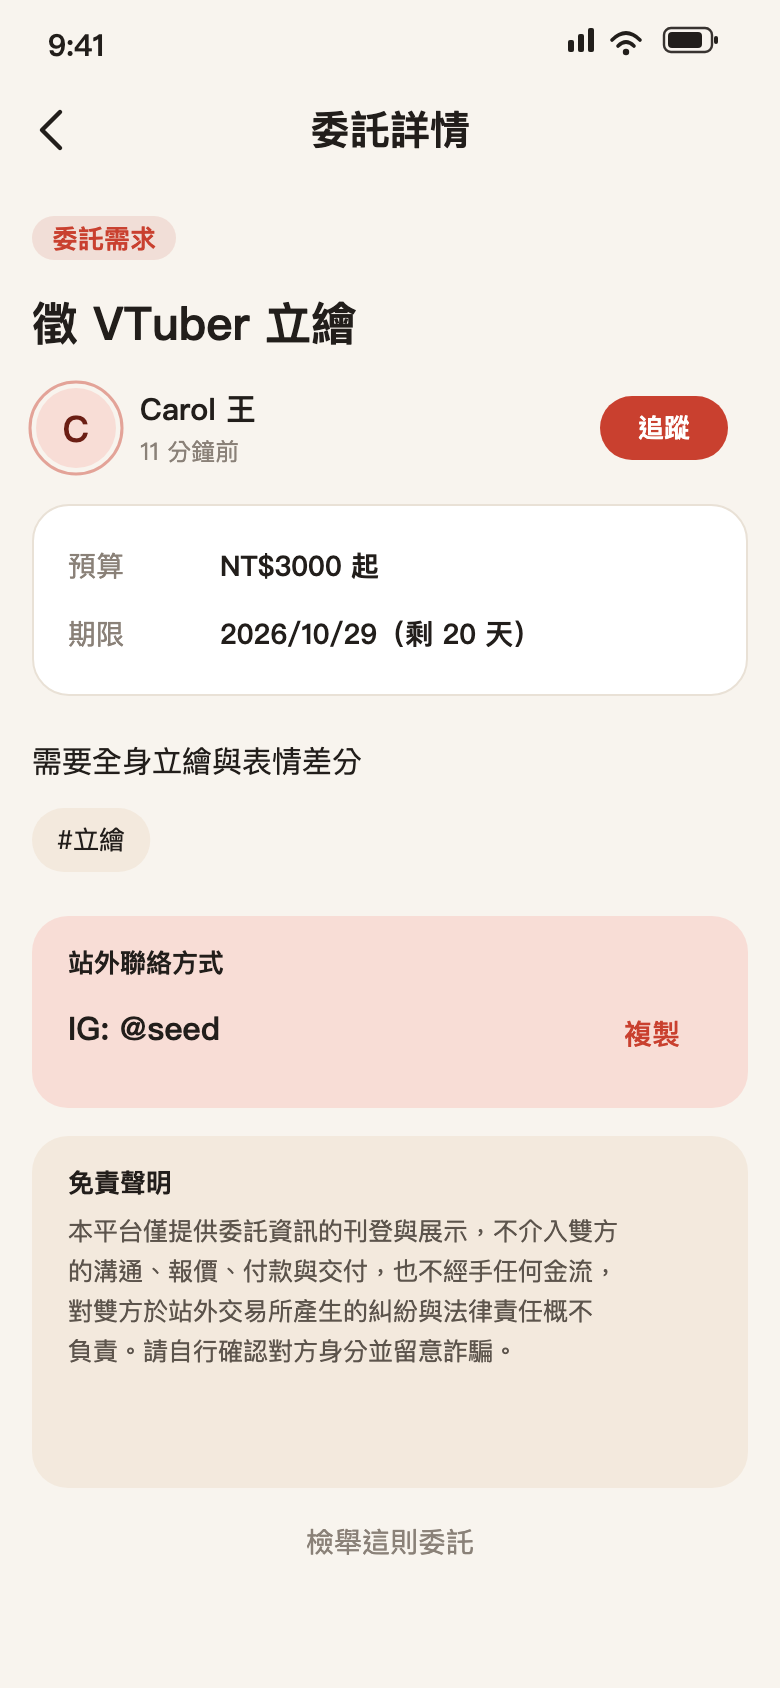 9:41
委託詳情
委託需求
徵 VTuber 立繪
C
Carol 王
11 分鐘前
追蹤
預算 NT$3000 起
期限 2026/10/29（剩 20 天）
需要全身立繪與表情差分
#立繪
站外聯絡方式
IG: @seed
複製
免責聲明
本平台僅提供委託資訊的刊登與展示，不介入雙方
的溝通、報價、付款與交付，也不經手任何金流，
對雙方於站外交易所產生的糾紛與法律責任概不
負責。請自行確認對方身分並留意詐騙。
檢舉這則委託